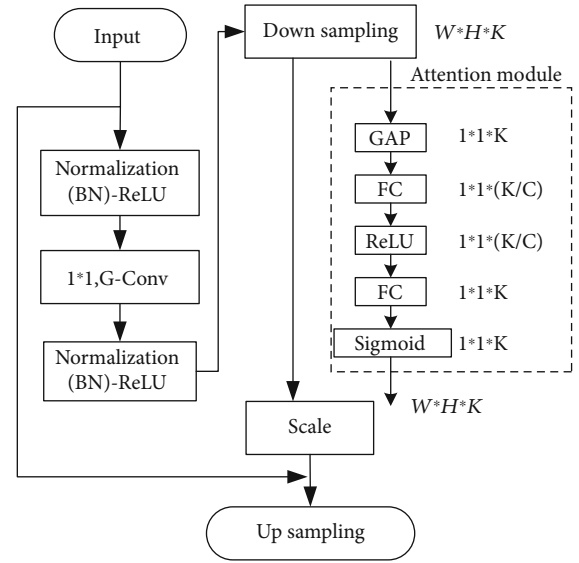 Input
Normalization
(BN)-ReLU
1*1,G-Conv
Normalization
(BN)-ReLU
Down sampling
W*H*K
Attention module
GAP
1*1*K
FC
1*1*(K/C)
ReLU
1*1*(K/C)
FC
1*1*K
Sigmoid
1*1*K
W*H*K
Scale
Up sampling